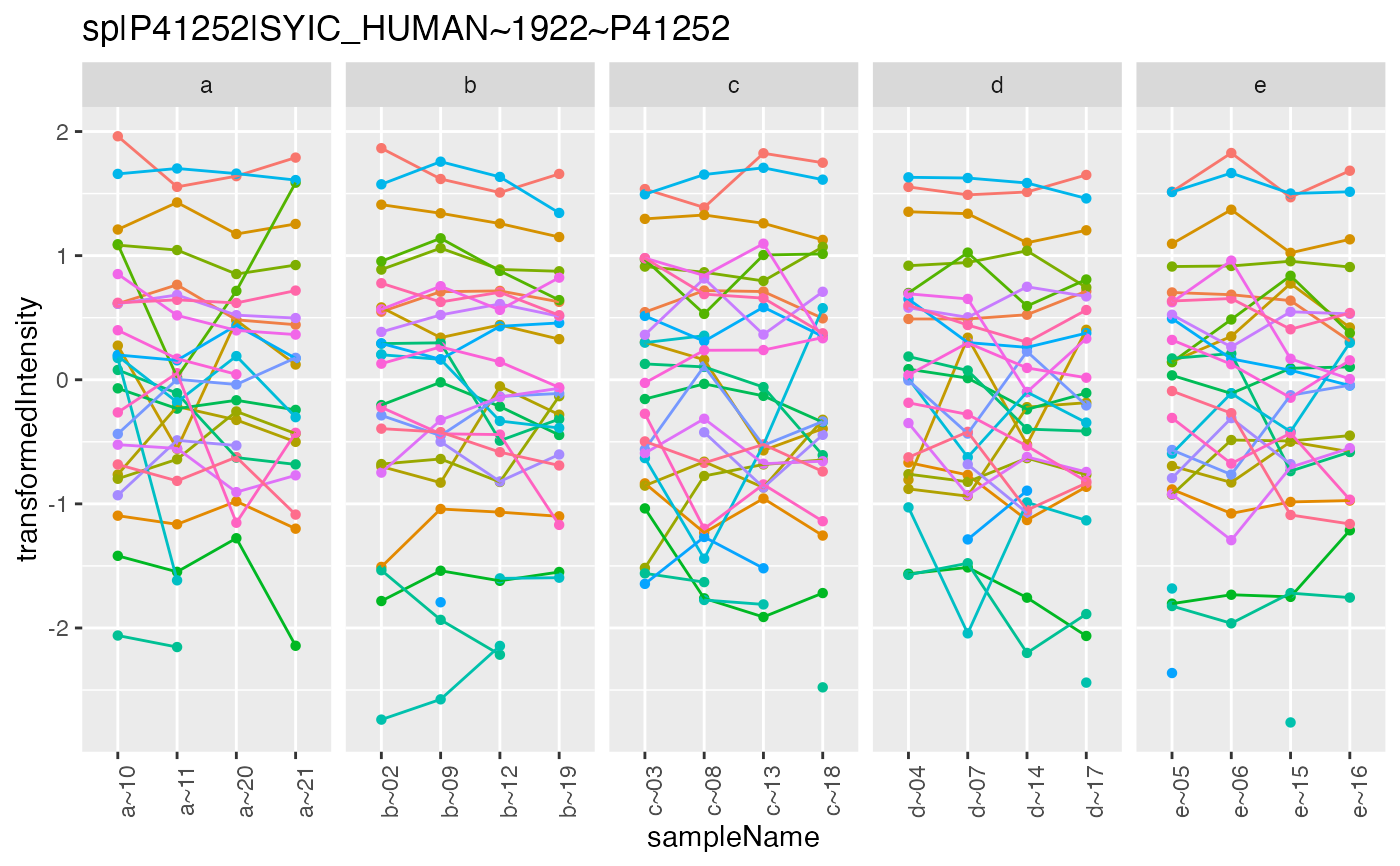 sp|P41252|SYIC_HUMAN~1922~P41252
a b c d e
transformedIntensity
2
1
0
-1
-2
a~10 a~11 a~20 a~21 b~02 b~09 b~12 b~19 c~03 c~08 c~13 c~18 d~04 d~07 d~14 d~17 e~05 e~06 e~15 e~16
sampleName